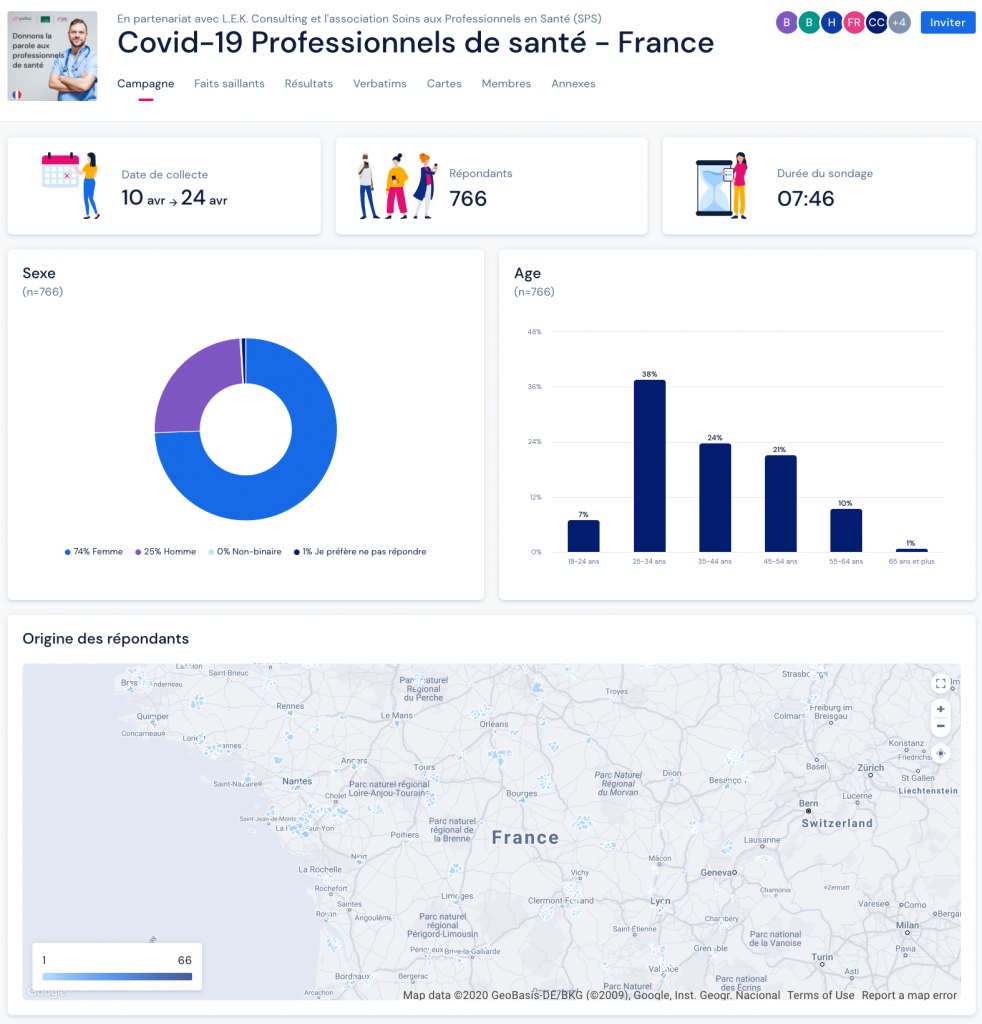 En partenariat avec L.E.K. Consulting et l'association Soins aux Professionnels en Santé (SPS)
Covid-19 Professionnels de santé - France
B B H FR CC +4
Inviter
Donnons la
parole aux
professionnels
de santé
Campagne Faits saillants Résultats Verbatims Cartes Membres Annexes
Date de collecte
10 avr → 24 avr
Répondants
766
Durée du sondage
07:46
Sexe
(n=766)
74% Femme 25% Homme 0% Non-binaire 1% Je préfère ne pas répondre
Age
(n=766)
48%
36%
24%
12%
0%
7%
38%
24%
21%
10%
1%
18-24 ans 25-34 ans 35-44 ans 45-54 ans 55-64 ans 65 ans et plus
Origine des répondants
Lannion
Saint-Brieuc
Quimper
Concarneau
Rennes
Parc Naturel
Régional
du Perche
Le Mans
Orléans
Troyes
Colmar
Freiburg im
Breisgau
Konstanz
Angers
Tours
Saint-Nazaire
Nantes
Cholet
Parc naturel régional
Loire-Anjou-Touraine
Bourges
Parc Naturel
Régional
du Morvan
Dijon
Basel
Zürich
St Gallen
Liechtenstein
Lucerne
Bern
Switzerland
Saint-Jean-de-Monts
Poitiers
Parc naturel
régional de
la Brenne
France
Lausanne
Niort
La Rochelle
Rochefort
Saintes
Royan
Angoulême
Limoges
Vichy
Mâcon
Geneva
Chamonix
Zermatt
Clermont-Ferrand
Lyon
Varese
Como
Milan
Parc naturel
régional
Périgord-Limousin
Périgueux
Brive-la-Gaillarde
Saint-Étienne
Chambéry
Grenoble
Parc national
de la Vanoise
Turin
Pavia
Asti
Bordeaux
Bergerac
Arcachon
Valence
Parc national
des Écrins
1 66
Google
Map data ©2020 GeoBasis-DE/BKG (©2009), Google, Inst. Geogr. Nacional Terms of Use Report a map error